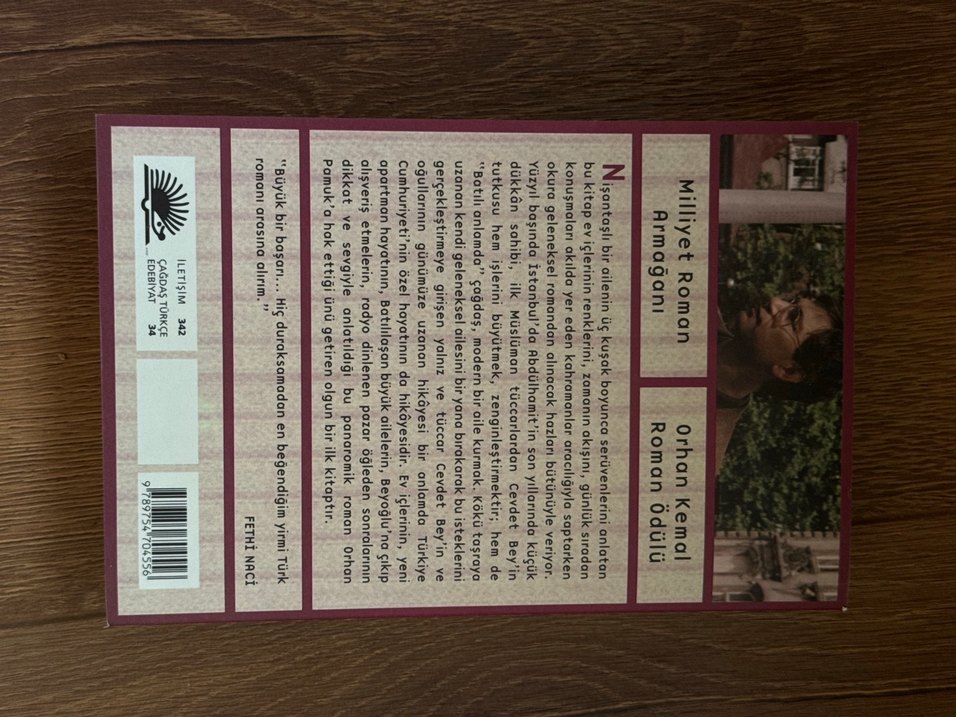 Milliyet Roman
Armağanı
Orhan Kemal
Roman Ödülü
Nişantaşlı bir ailenin üç kuşak boyunca serüvenlerini anlatan
bu kitap ev içlerinin renklerini, zamanın akışını, günlük sıradan
konuşmaları akılda yer eden kahramanlar aracılığıyla saptarken
okura geleneksel romandan alınacak hazları bütünüyle veriyor.
Yüzyıl başında İstanbul'da Abdülhamit'in son yıllarında küçük
dükkân sahibi, ilk Müslüman tüccarlardan Cevdet Bey'in
tutkusu hem işlerini büyütmek, zenginleştirmektir; hem de
"Batılı anlamda" çağdaş, modern bir aile kurmak. Kökü taşraya
uzanan kendi geleneksel ailesini bir yana bırakarak bu isteklerini
gerçekleştirmeye girişen yalnız ve tüccar Cevdet Bey'in ve
oğullarının günümüze uzanan hikâyesi bir anlamda Türkiye
Cumhuriyeti'nin özel hayatının da hikâyesidir. Ev içlerinin, yeni
apartman hayatının, Batılılaşan büyük ailelerin, Beyoğlu'na çıkıp
alışveriş etmelerin, radyo dinlenen pazar öğleden sonralarının
dikkat ve sevgiyle anlatıldığı bu panaromik roman Orhan
Pamuk'a hak ettiği ünü getiren olgun bir ilk kitaptır.
"Büyük bir başarı... Hiç duraksamadan en beğendiğim yirmi Türk
romanı arasına alırım."
FETHİ NACİ
İLETİŞİM 342
ÇAĞDAŞ TÜRKÇE
EDEBİYAT 34
9 789754 704556